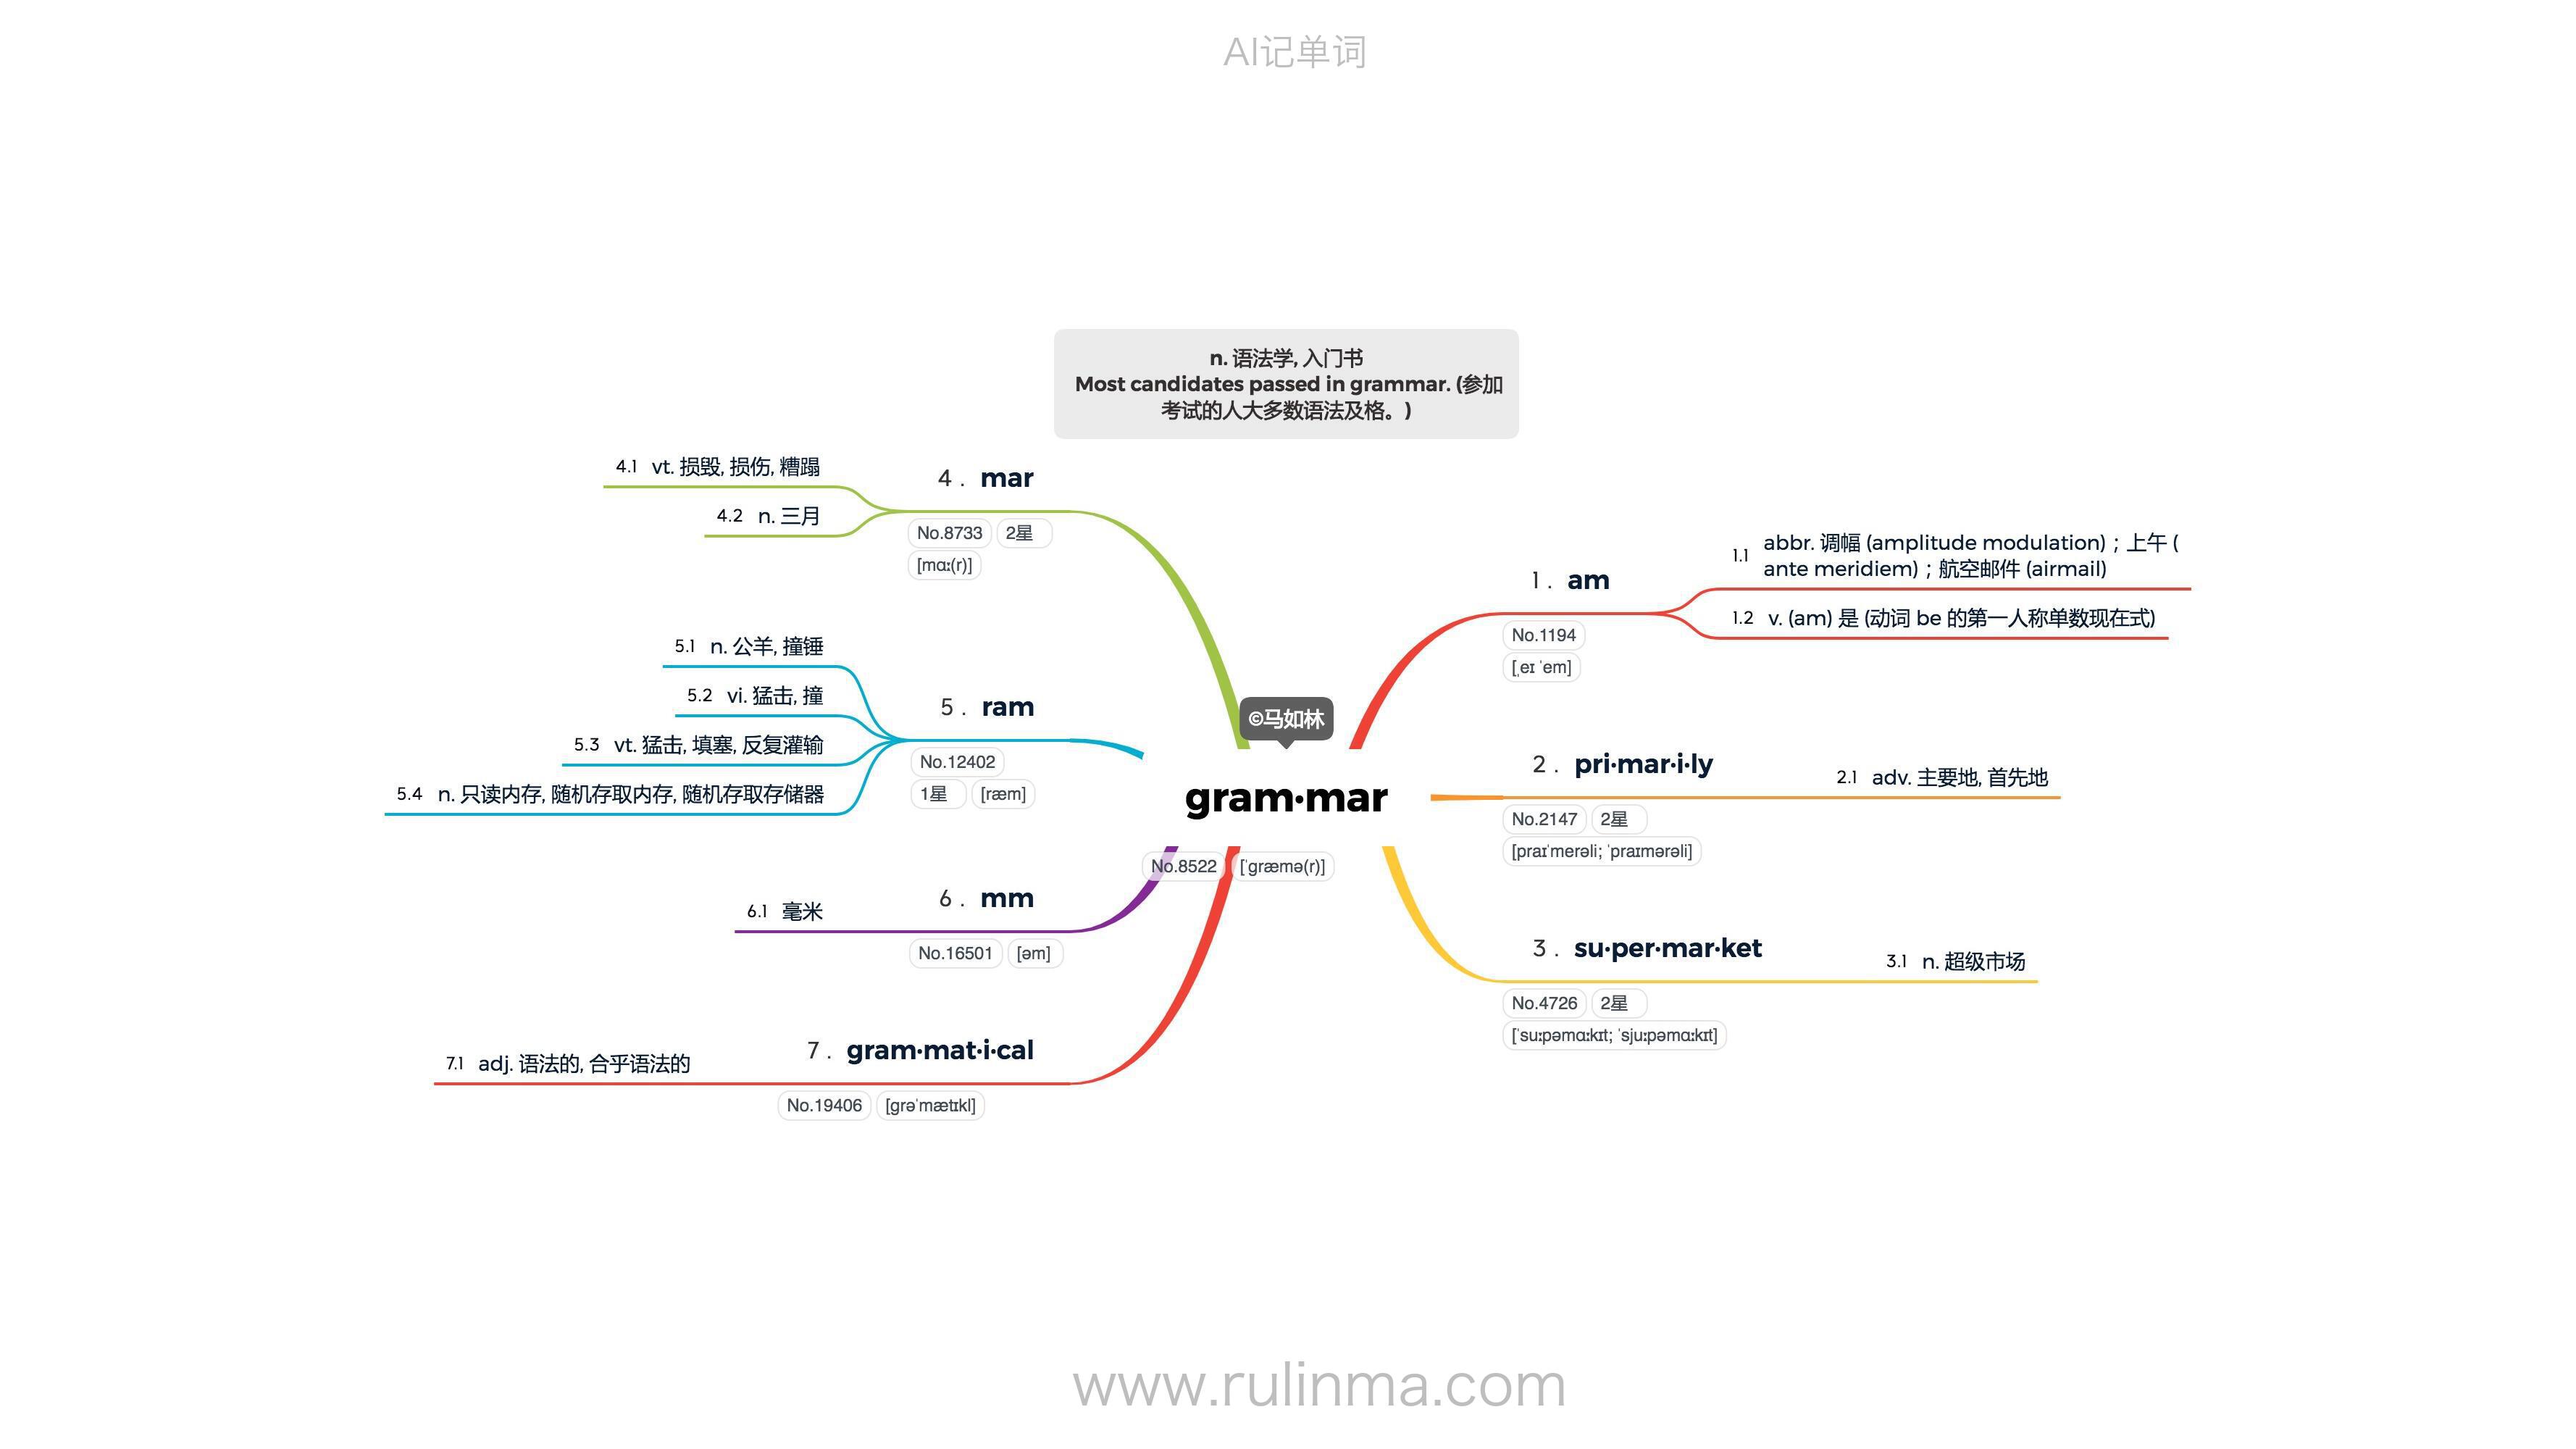 AI记单词
n. 语法学, 入门书
Most candidates passed in grammar. (参加
考试的人大多数语法及格。)
©马如林
gram·mar
No.8522 [ˈɡræmə(r)]
1. am
No.1194
[ˌeɪ ˈem]
1.1 abbr. 调幅 (amplitude modulation)；上午 (
ante meridiem)；航空邮件 (airmail)
1.2 v. (am) 是 (动词 be 的第一人称单数现在式)
2. pri·mar·i·ly
No.2147 2星
[praɪˈmerəli; ˈpraɪmərəli]
2.1 adv. 主要地, 首先地
3. su·per·mar·ket
No.4726 2星
[ˈsuːpəmɑːkɪt; ˈsjuːpəmɑːkɪt]
3.1 n. 超级市场
4. mar
No.8733 2星
[mɑː(r)]
4.1 vt. 损毁, 损伤, 糟蹋
4.2 n. 三月
5. ram
No.12402
1星 [ræm]
5.1 n. 公羊, 撞锤
5.2 vi. 猛击, 撞
5.3 vt. 猛击, 填塞, 反复灌输
5.4 n. 只读内存, 随机存取内存, 随机存取存储器
6. mm
No.16501 [əm]
6.1 毫米
7. gram·mat·i·cal
No.19406 [ɡrəˈmætɪkl]
7.1 adj. 语法的, 合乎语法的
www.rulinma.com